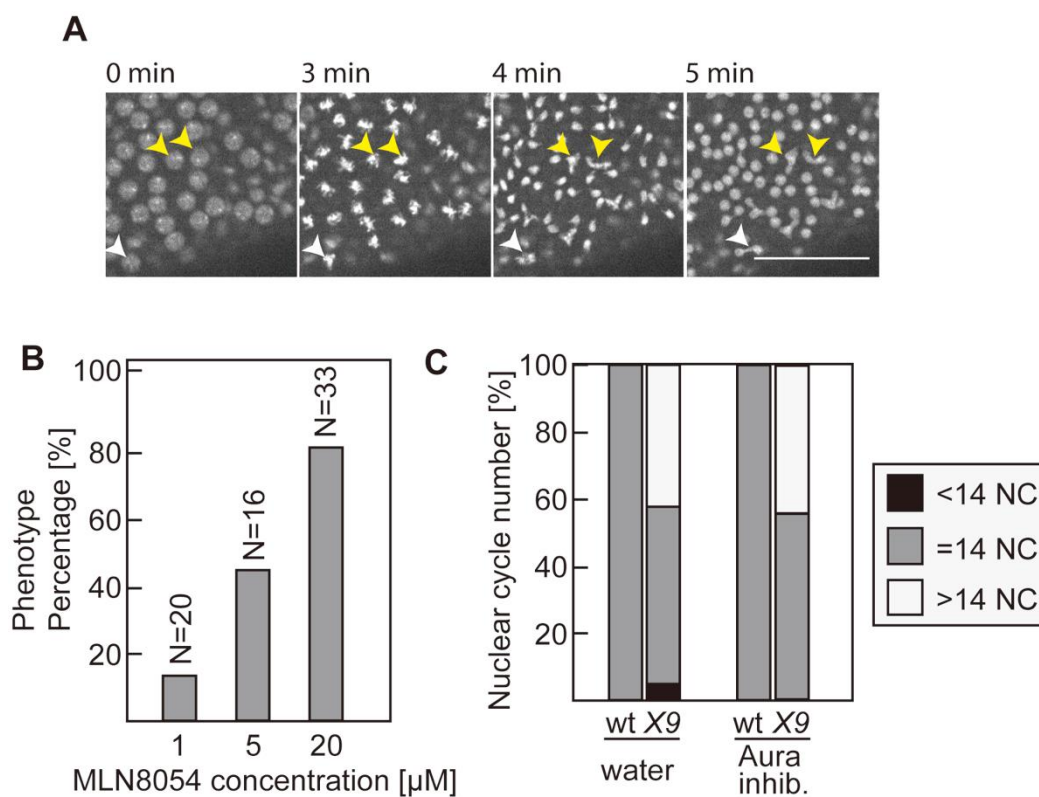 A
0 min 3 min 4 min 5 min
B
Phenotype
Percentage [%]
100
80
60
40
20
N=20
N=16
N=33
1 5 20
MLN8054 concentration [µM]
C
Nuclear cycle number [%]
100
80
60
40
20
wt X9 wt X9
water Aura
inhib.
<14 NC
=14 NC
>14 NC